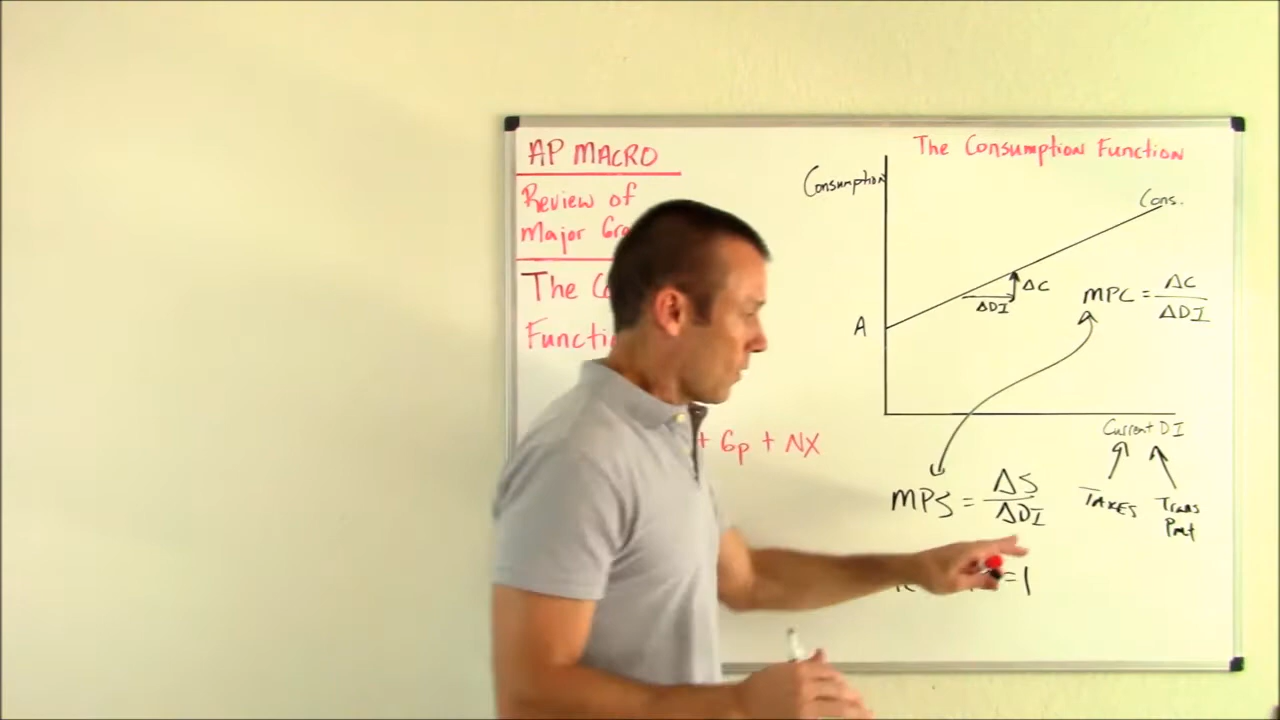 AP MACRO
Review of
Major
The
+ Gp + NX
The Consumption Function
Consumption
Cons.
ΔC
ΔDI
A
MPC = ΔC / ΔDI
Current DI
TAXES
Trans
Pmt
MPS = ΔS / ΔDI
= 1